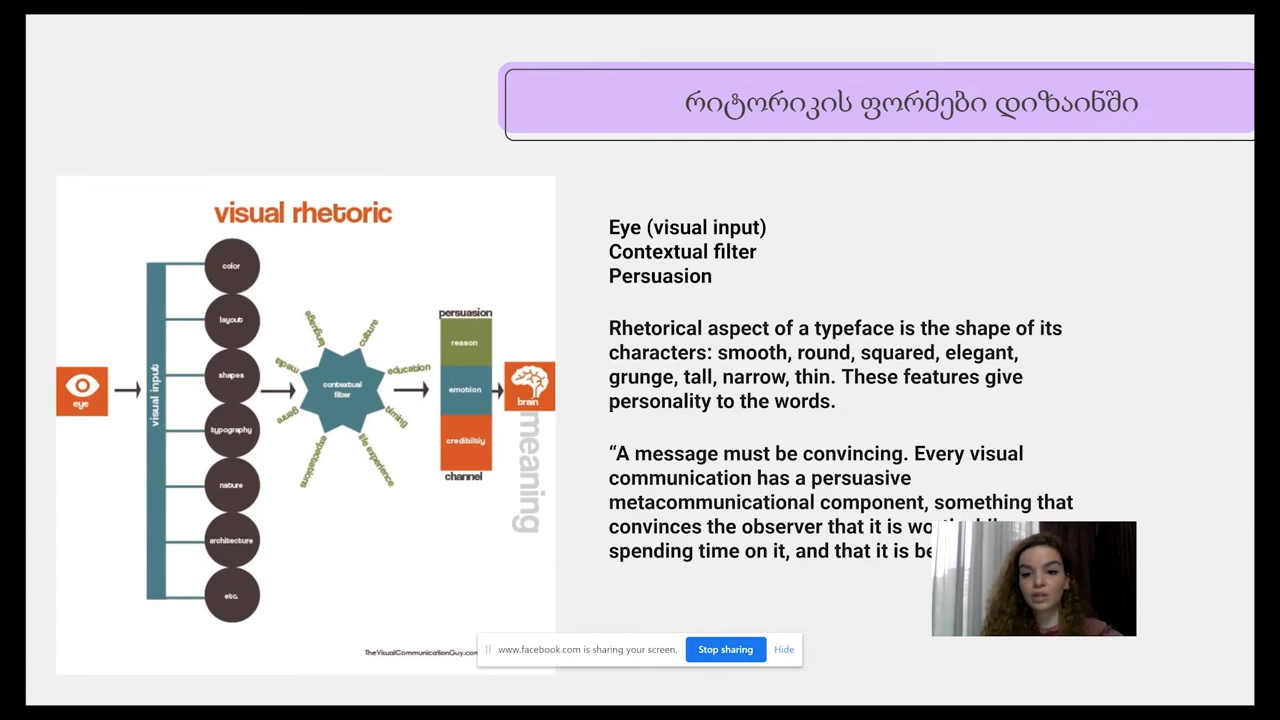 რიტორიკის ფორმები დიზაინში
visual rhetoric
eye
visual input
color
layout
shapes
typography
nature
architecture
etc.
contextual
filter
language
culture
media
education
genre
timing
expectations
life experience
persuasion
reason
emotion
credibiltiy
channel
brain
meaning
TheVisualCommunicationGuy.com
Eye (visual input)
Contextual filter
Persuasion
Rhetorical aspect of a typeface is the shape of its
characters: smooth, round, squared, elegant,
grunge, tall, narrow, thin. These features give
personality to the words.
“A message must be convincing. Every visual
communication has a persuasive
metacommunicational component, something that
convinces the observer that it is
spending time on it, and that it is
www.facebook.com is sharing your screen.
Stop sharing
Hide